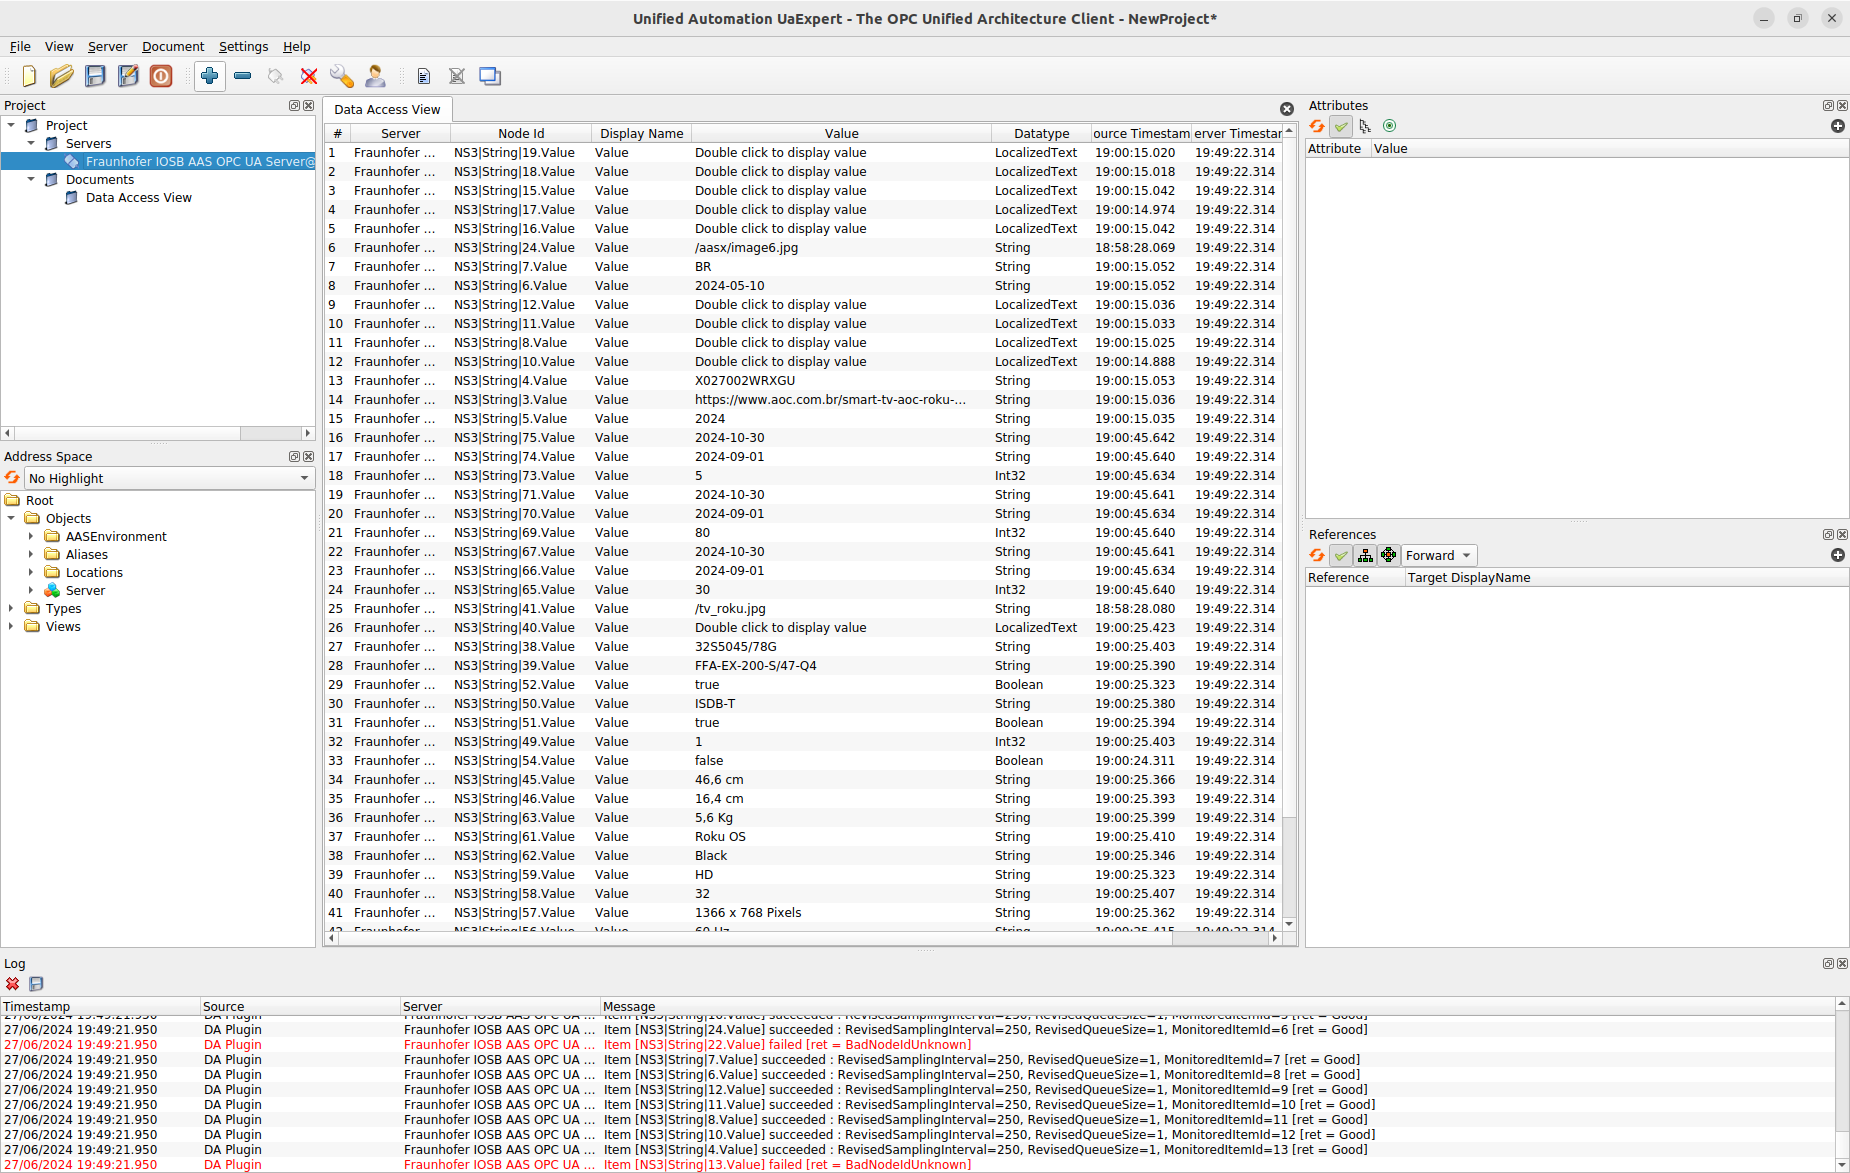 Unified Automation UaExpert - The OPC Unified Architecture Client - NewProject*
File View Server Document Settings Help
Project
Project
Servers
Fraunhofer IOSB AAS OPC UA Server@
Documents
Data Access View
Address Space
No Highlight
Root
Objects
AASEnvironment
Aliases
Locations
Server
Types
Views
Data Access View
# Server Node Id Display Name Value Datatype ource Timestam erver Timestar
1 Fraunhofer ... NS3|String|19.Value Value Double click to display value LocalizedText 19:00:15.020 19:49:22.314
2 Fraunhofer ... NS3|String|18.Value Value Double click to display value LocalizedText 19:00:15.018 19:49:22.314
3 Fraunhofer ... NS3|String|15.Value Value Double click to display value LocalizedText 19:00:15.042 19:49:22.314
4 Fraunhofer ... NS3|String|17.Value Value Double click to display value LocalizedText 19:00:14.974 19:49:22.314
5 Fraunhofer ... NS3|String|16.Value Value Double click to display value LocalizedText 19:00:15.042 19:49:22.314
6 Fraunhofer ... NS3|String|24.Value Value /aasx/image6.jpg String 18:58:28.069 19:49:22.314
7 Fraunhofer ... NS3|String|7.Value Value BR String 19:00:15.052 19:49:22.314
8 Fraunhofer ... NS3|String|6.Value Value 2024-05-10 String 19:00:15.052 19:49:22.314
9 Fraunhofer ... NS3|String|12.Value Value Double click to display value LocalizedText 19:00:15.036 19:49:22.314
10 Fraunhofer ... NS3|String|11.Value Value Double click to display value LocalizedText 19:00:15.033 19:49:22.314
11 Fraunhofer ... NS3|String|8.Value Value Double click to display value LocalizedText 19:00:15.025 19:49:22.314
12 Fraunhofer ... NS3|String|10.Value Value Double click to display value LocalizedText 19:00:14.888 19:49:22.314
13 Fraunhofer ... NS3|String|4.Value Value X027002WRXGU String 19:00:15.053 19:49:22.314
14 Fraunhofer ... NS3|String|3.Value Value https://www.aoc.com.br/smart-tv-aoc-roku-... String 19:00:15.036 19:49:22.314
15 Fraunhofer ... NS3|String|5.Value Value 2024 String 19:00:15.035 19:49:22.314
16 Fraunhofer ... NS3|String|75.Value Value 2024-10-30 String 19:00:45.642 19:49:22.314
17 Fraunhofer ... NS3|String|74.Value Value 2024-09-01 String 19:00:45.640 19:49:22.314
18 Fraunhofer ... NS3|String|73.Value Value 5 Int32 19:00:45.634 19:49:22.314
19 Fraunhofer ... NS3|String|71.Value Value 2024-10-30 String 19:00:45.641 19:49:22.314
20 Fraunhofer ... NS3|String|70.Value Value 2024-09-01 String 19:00:45.634 19:49:22.314
21 Fraunhofer ... NS3|String|69.Value Value 80 Int32 19:00:45.640 19:49:22.314
22 Fraunhofer ... NS3|String|67.Value Value 2024-10-30 String 19:00:45.641 19:49:22.314
23 Fraunhofer ... NS3|String|66.Value Value 2024-09-01 String 19:00:45.634 19:49:22.314
24 Fraunhofer ... NS3|String|65.Value Value 30 Int32 19:00:45.640 19:49:22.314
25 Fraunhofer ... NS3|String|41.Value Value /tv_roku.jpg String 18:58:28.080 19:49:22.314
26 Fraunhofer ... NS3|String|40.Value Value Double click to display value LocalizedText 19:00:25.423 19:49:22.314
27 Fraunhofer ... NS3|String|38.Value Value 32S5045/78G String 19:00:25.403 19:49:22.314
28 Fraunhofer ... NS3|String|39.Value Value FFA-EX-200-S/47-Q4 String 19:00:25.390 19:49:22.314
29 Fraunhofer ... NS3|String|52.Value Value true Boolean 19:00:25.323 19:49:22.314
30 Fraunhofer ... NS3|String|50.Value Value ISDB-T String 19:00:25.380 19:49:22.314
31 Fraunhofer ... NS3|String|51.Value Value true Boolean 19:00:25.394 19:49:22.314
32 Fraunhofer ... NS3|String|49.Value Value 1 Int32 19:00:25.403 19:49:22.314
33 Fraunhofer ... NS3|String|54.Value Value false Boolean 19:00:24.311 19:49:22.314
34 Fraunhofer ... NS3|String|45.Value Value 46,6 cm String 19:00:25.366 19:49:22.314
35 Fraunhofer ... NS3|String|46.Value Value 16,4 cm String 19:00:25.393 19:49:22.314
36 Fraunhofer ... NS3|String|63.Value Value 5,6 Kg String 19:00:25.399 19:49:22.314
37 Fraunhofer ... NS3|String|61.Value Value Roku OS String 19:00:25.410 19:49:22.314
38 Fraunhofer ... NS3|String|62.Value Value Black String 19:00:25.346 19:49:22.314
39 Fraunhofer ... NS3|String|59.Value Value HD String 19:00:25.323 19:49:22.314
40 Fraunhofer ... NS3|String|58.Value Value 32 String 19:00:25.407 19:49:22.314
41 Fraunhofer ... NS3|String|57.Value Value 1366 x 768 Pixels String 19:00:25.362 19:49:22.314
Attributes
Attribute Value
References
Forward
Reference Target DisplayName
Log
Timestamp Source Server Message
27/06/2024 19:49:21.950 DA Plugin Fraunhofer IOSB AAS OPC UA ... Item [NS3|String|24.Value] succeeded : RevisedSamplingInterval=250, RevisedQueueSize=1, MonitoredItemId=6 [ret = Good]
27/06/2024 19:49:21.950 DA Plugin Fraunhofer IOSB AAS OPC UA ... Item [NS3|String|22.Value] failed [ret = BadNodeIdUnknown]
27/06/2024 19:49:21.950 DA Plugin Fraunhofer IOSB AAS OPC UA ... Item [NS3|String|7.Value] succeeded : RevisedSamplingInterval=250, RevisedQueueSize=1, MonitoredItemId=7 [ret = Good]
27/06/2024 19:49:21.950 DA Plugin Fraunhofer IOSB AAS OPC UA ... Item [NS3|String|6.Value] succeeded : RevisedSamplingInterval=250, RevisedQueueSize=1, MonitoredItemId=8 [ret = Good]
27/06/2024 19:49:21.950 DA Plugin Fraunhofer IOSB AAS OPC UA ... Item [NS3|String|12.Value] succeeded : RevisedSamplingInterval=250, RevisedQueueSize=1, MonitoredItemId=9 [ret = Good]
27/06/2024 19:49:21.950 DA Plugin Fraunhofer IOSB AAS OPC UA ... Item [NS3|String|11.Value] succeeded : RevisedSamplingInterval=250, RevisedQueueSize=1, MonitoredItemId=10 [ret = Good]
27/06/2024 19:49:21.950 DA Plugin Fraunhofer IOSB AAS OPC UA ... Item [NS3|String|8.Value] succeeded : RevisedSamplingInterval=250, RevisedQueueSize=1, MonitoredItemId=11 [ret = Good]
27/06/2024 19:49:21.950 DA Plugin Fraunhofer IOSB AAS OPC UA ... Item [NS3|String|10.Value] succeeded : RevisedSamplingInterval=250, RevisedQueueSize=1, MonitoredItemId=12 [ret = Good]
27/06/2024 19:49:21.950 DA Plugin Fraunhofer IOSB AAS OPC UA ... Item [NS3|String|4.Value] succeeded : RevisedSamplingInterval=250, RevisedQueueSize=1, MonitoredItemId=13 [ret = Good]
27/06/2024 19:49:21.950 DA Plugin Fraunhofer IOSB AAS OPC UA ... Item [NS3|String|13.Value] failed [ret = BadNodeIdUnknown]